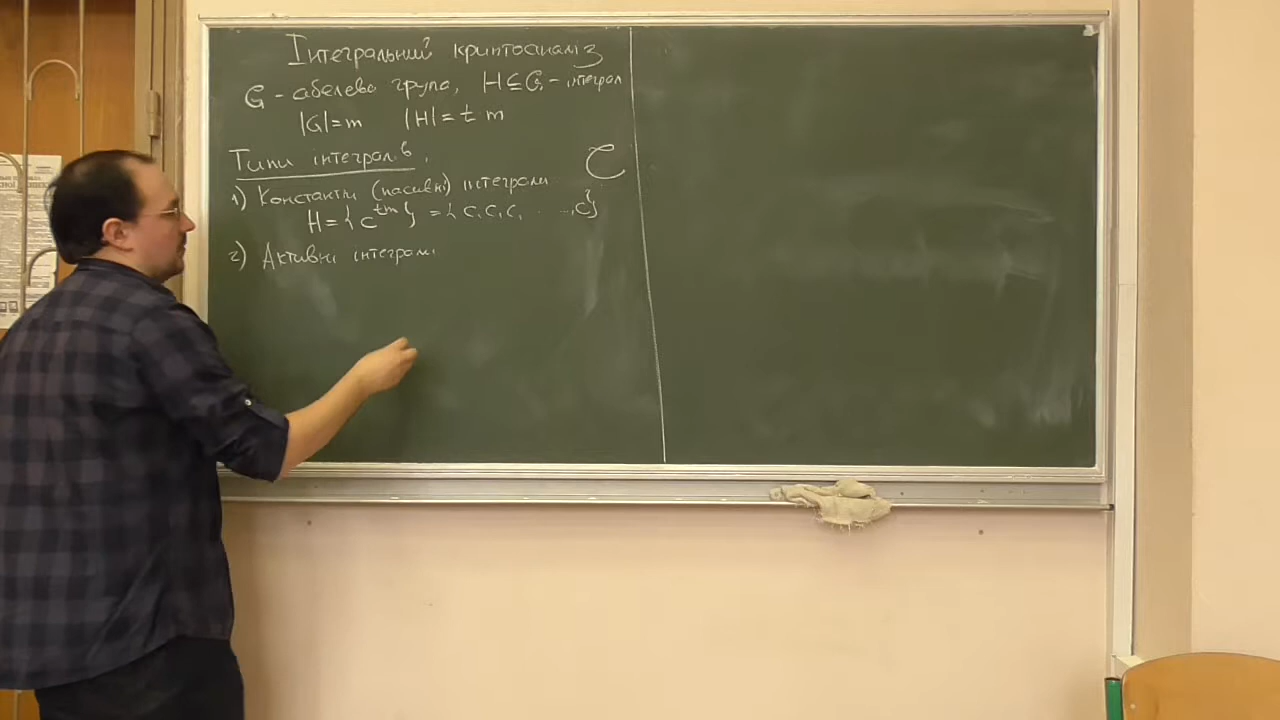 Інтегральний криптоаналіз
G - абелева група, H ⊆ G - інтеграл
|G|=m |H|= t m
Типи інтегралів.
1) Константні (пасивні) інтеграли C
H={ c^{tm} } ={ c, c, c, . ...,c}
2) Активні інтеграли